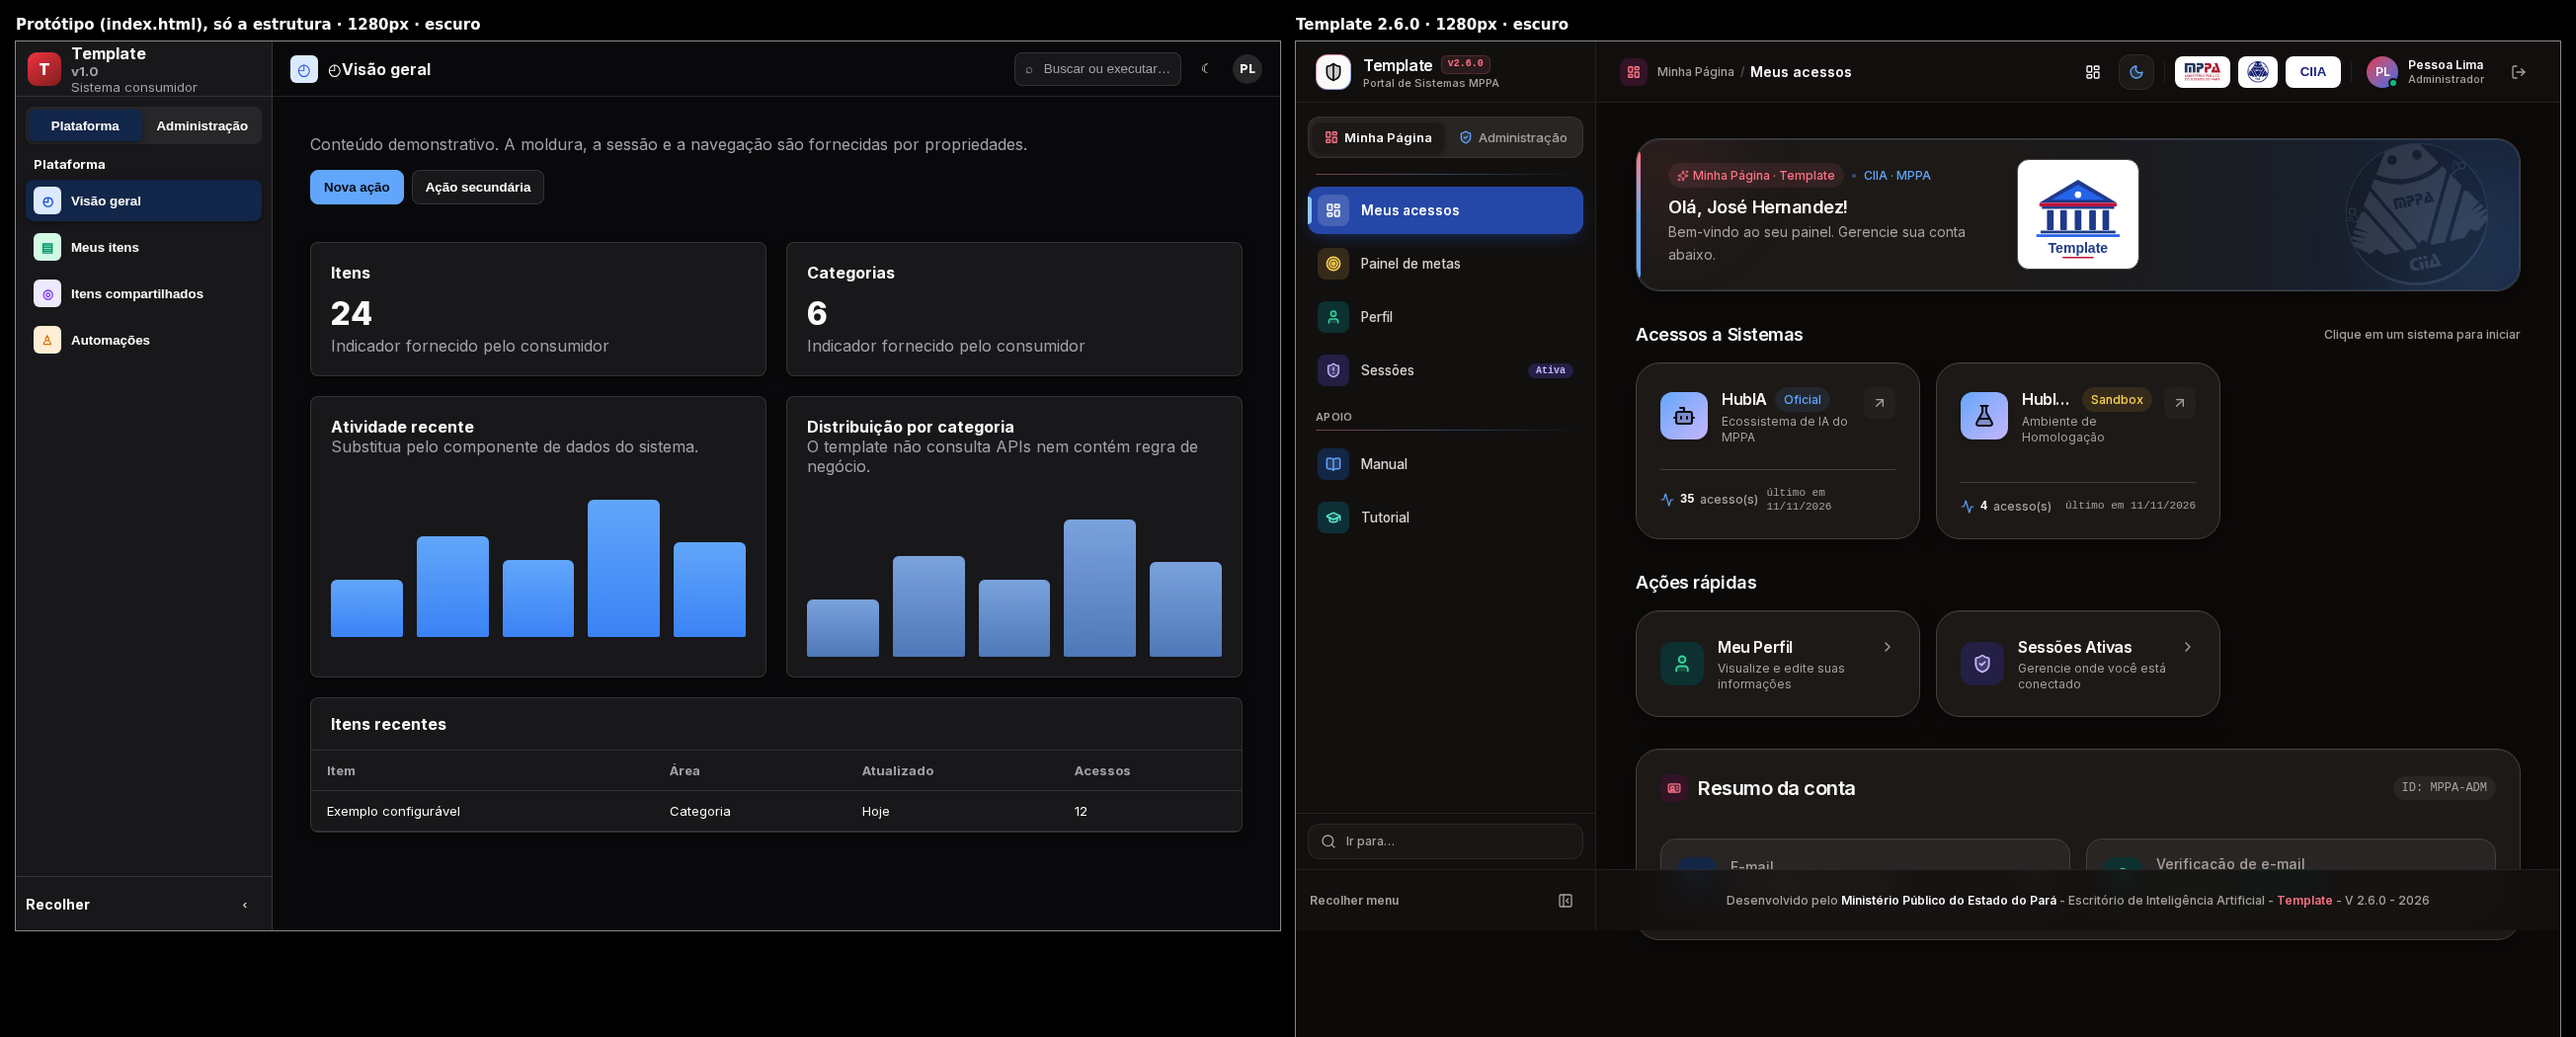 Protótipo (index.html), só a estrutura · 1280px · escuro
T
Template
v1.0
Sistema consumidor
Visão geral
Buscar ou executar…
PL
Plataforma
Administração
Plataforma
Visão geral
Meus itens
Itens compartilhados
Automações
Recolher
Conteúdo demonstrativo. A moldura, a sessão e a navegação são fornecidas por propriedades.
Nova ação
Ação secundária
Itens
24
Indicador fornecido pelo consumidor
Categorias
6
Indicador fornecido pelo consumidor
Atividade recente
Substitua pelo componente de dados do sistema.
Distribuição por categoria
O template não consulta APIs nem contém regra de
negócio.
Itens recentes
Item Área Atualizado Acessos
Exemplo configurável Categoria Hoje 12
Template 2.6.0 · 1280px · escuro
Template v2.6.0
Portal de Sistemas MPPA
Minha Página / Meus acessos
MPPA
CIIA
PL
Pessoa Lima
Administrador
Minha Página
Administração
Meus acessos
Painel de metas
Perfil
Sessões Ativa
APOIO
Manual
Tutorial
Ir para…
Recolher menu
Minha Página · Template • CIIA · MPPA
Olá, José Hernandez!
Bem-vindo ao seu painel. Gerencie sua conta
abaixo.
Template
MPPA
CiiA
Acessos a Sistemas
Clique em um sistema para iniciar
HubIA Oficial
Ecossistema de IA do
MPPA
35 acesso(s) último em
11/11/2026
HubI… Sandbox
Ambiente de
Homologação
4 acesso(s) último em 11/11/2026
Ações rápidas
Meu Perfil
Visualize e edite suas
informações
Sessões Ativas
Gerencie onde você está
conectado
Resumo da conta
ID: MPPA-ADM
E-mail
Verificação de e-mail
Desenvolvido pelo Ministério Público do Estado do Pará - Escritório de Inteligência Artificial - Template - V 2.6.0 - 2026